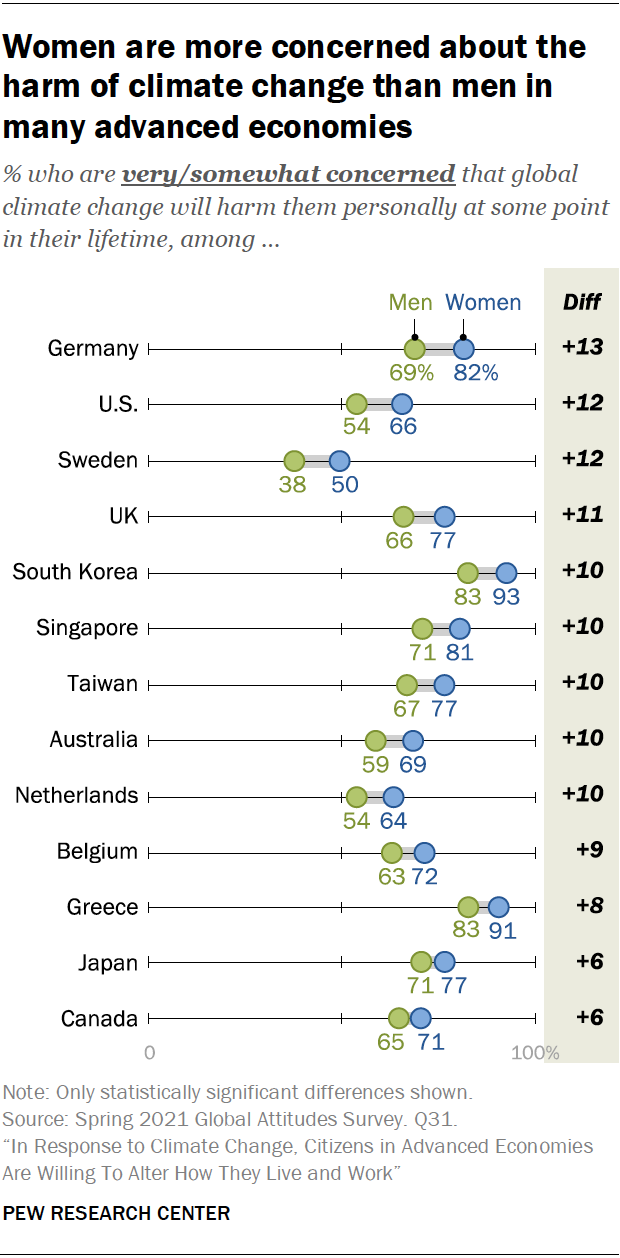 Women are more concerned about the
harm of climate change than men in
many advanced economies
% who are very/somewhat concerned that global
climate change will harm them personally at some point
in their lifetime, among ...
Men Women Diff
Germany 69% 82% +13
U.S. 54 66 +12
Sweden 38 50 +12
UK 66 77 +11
South Korea 83 93 +10
Singapore 71 81 +10
Taiwan 67 77 +10
Australia 59 69 +10
Netherlands 54 64 +10
Belgium 63 72 +9
Greece 83 91 +8
Japan 71 77 +6
Canada 65 71 +6
0 100%
Note: Only statistically significant differences shown.
Source: Spring 2021 Global Attitudes Survey. Q31.
“In Response to Climate Change, Citizens in Advanced Economies
Are Willing To Alter How They Live and Work”
PEW RESEARCH CENTER